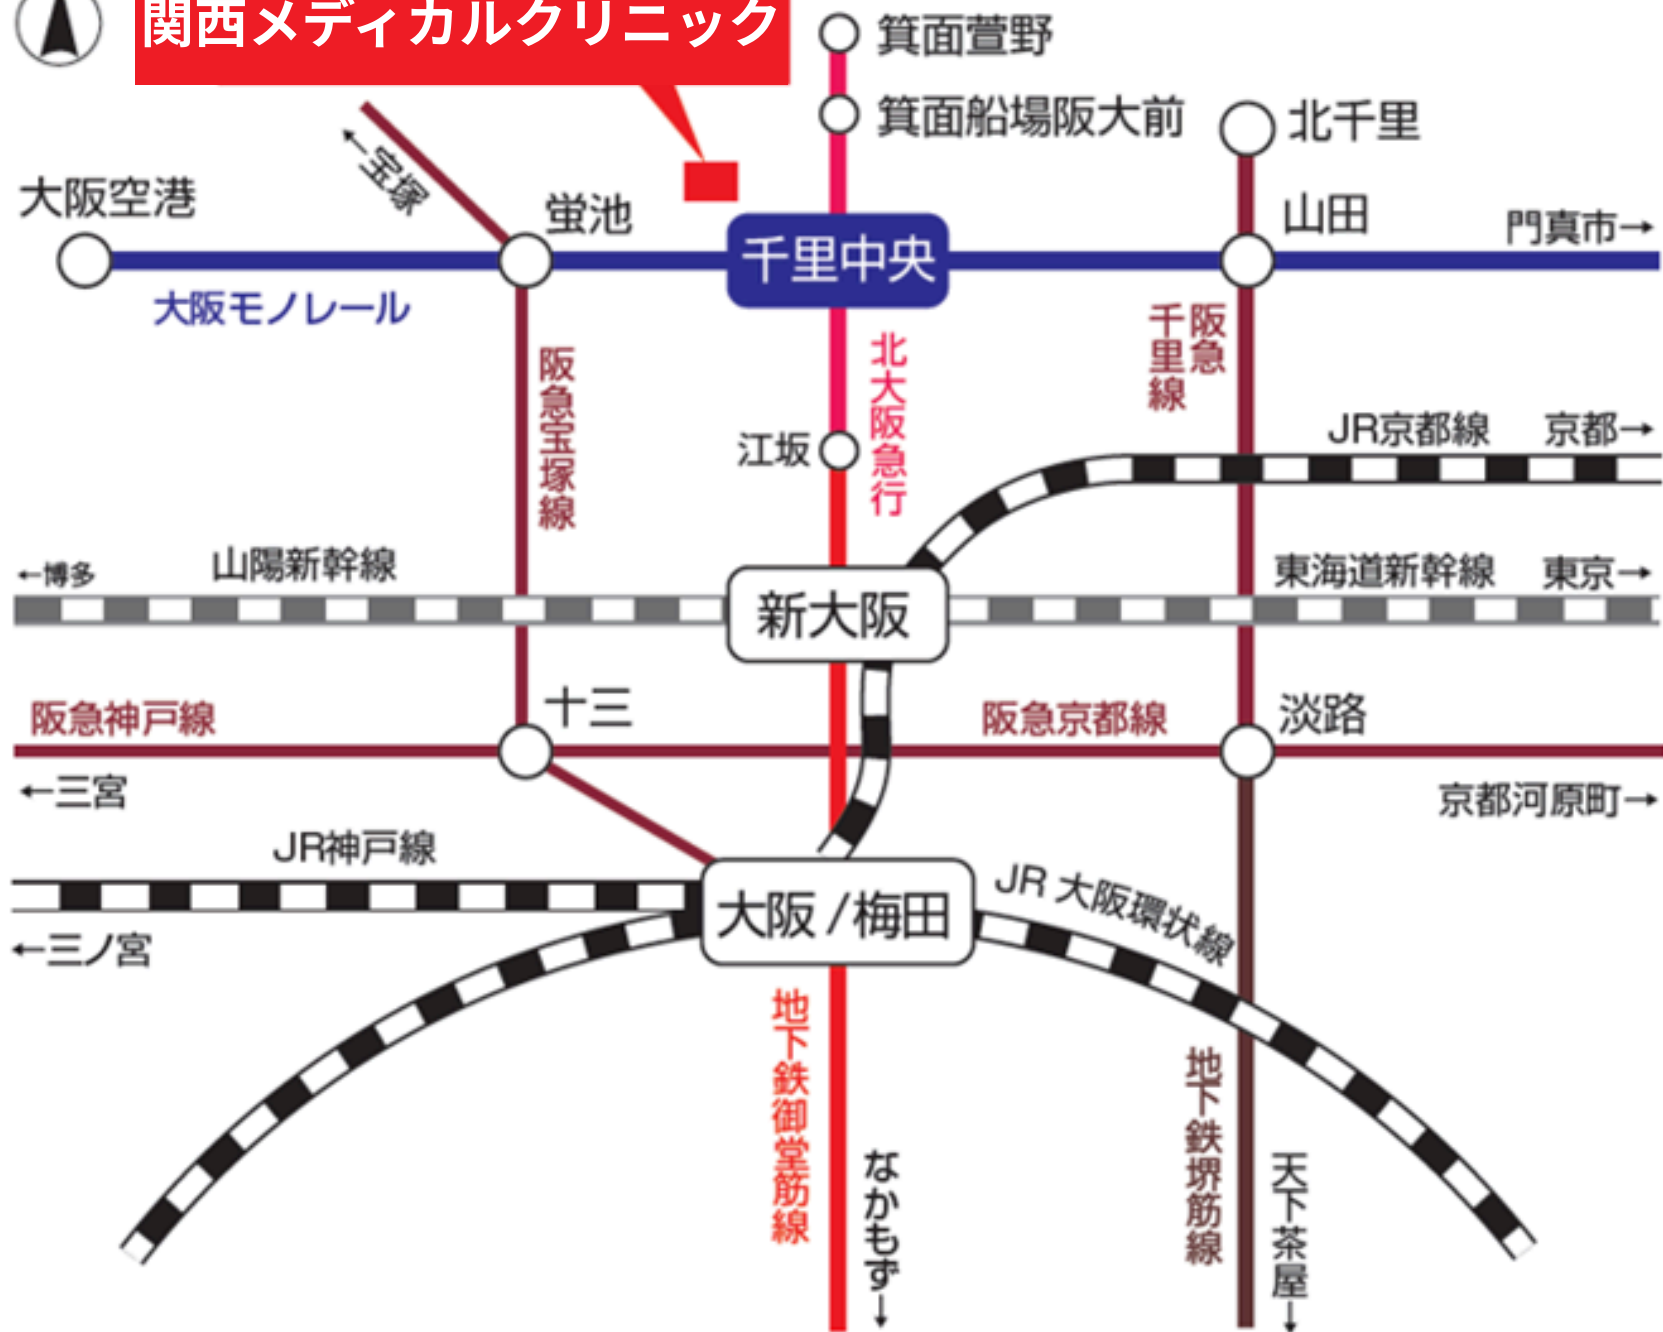 関西メディカルクリニック
箕面萱野
箕面船場阪大前
北千里
←宝塚
大阪空港
蛍池
千里中央
山田
門真市→
大阪モノレール
阪急宝塚線
北大阪急行
阪急
千里線
江坂
JR京都線
京都→
←博多
山陽新幹線
新大阪
東海道新幹線
東京→
阪急神戸線
十三
阪急京都線
淡路
←三宮
京都河原町→
JR神戸線
大阪/梅田
JR 大阪環状線
←三ノ宮
地下鉄御堂筋線
なかもず→
地下鉄堺筋線
天下茶屋→